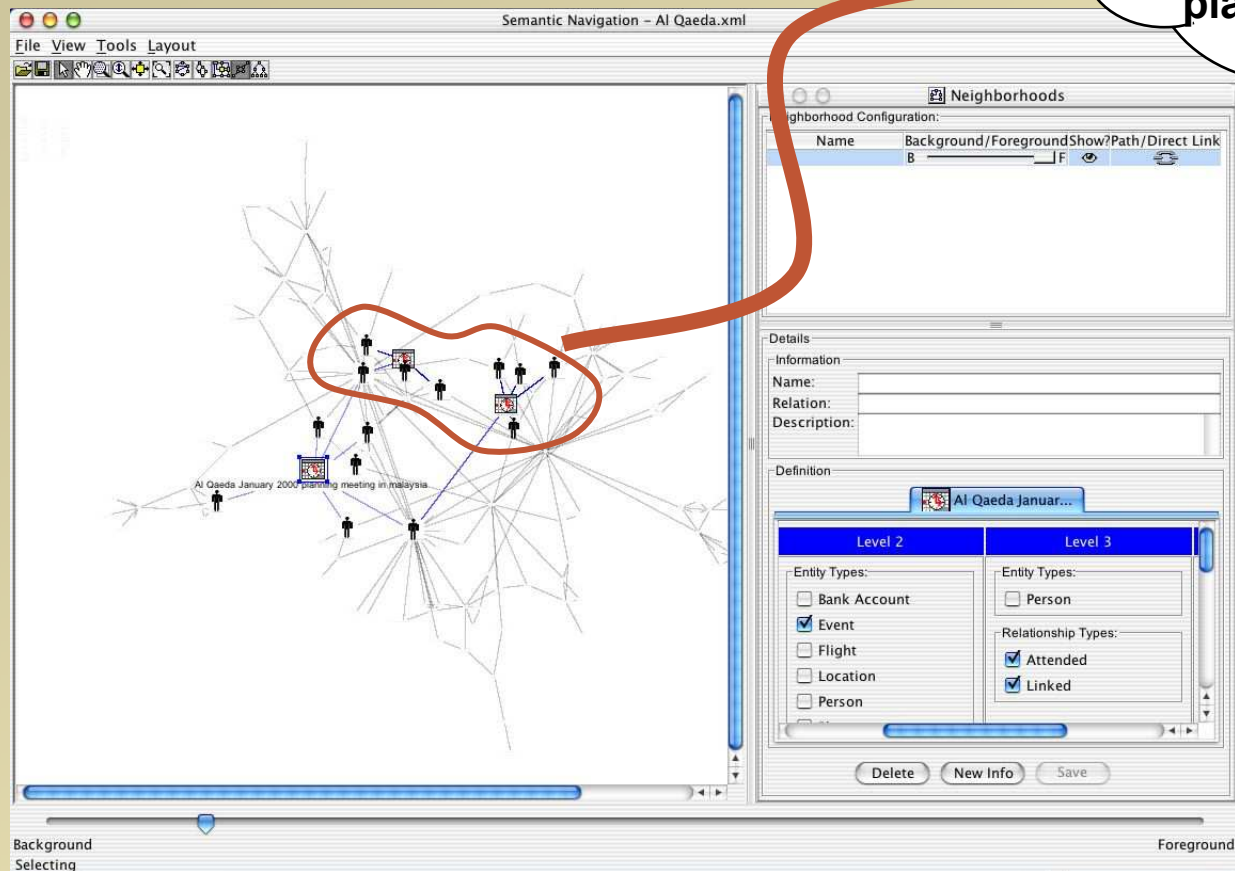 pla
Semantic Navigation – Al Qaeda.xml
File View Tools Layout
Neighborhoods
ighborhood Configuration:
Name Background/Foreground Show? Path/Direct Link
B F
Al Qaeda January 2000 planning meeting in malaysia
Details
Information
Name:
Relation:
Description:
Definition
Al Qaeda Januar...
Level 2 Level 3
Entity Types: Entity Types:
Bank Account Person
Event
Flight Relationship Types:
Location Attended
Person Linked
Delete New Info Save
Background Foreground
Selecting